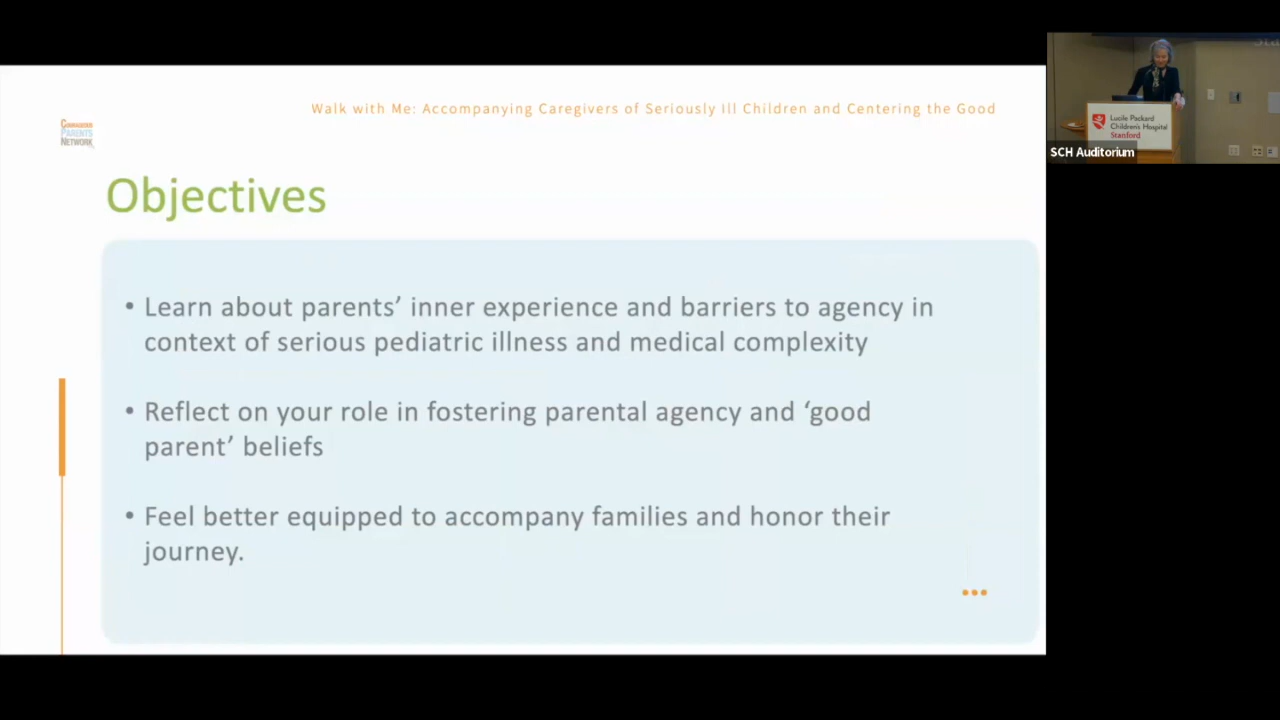 Walk with Me: Accompanying Caregivers of Seriously Ill Children and Centering the Good
COURAGEOUS
PARENTS
NETWORK
Objectives
• Learn about parents’ inner experience and barriers to agency in
context of serious pediatric illness and medical complexity
• Reflect on your role in fostering parental agency and ‘good
parent’ beliefs
• Feel better equipped to accompany families and honor their
journey.
Lucile Packard
Children's Hospital
Stanford
SCH Auditorium